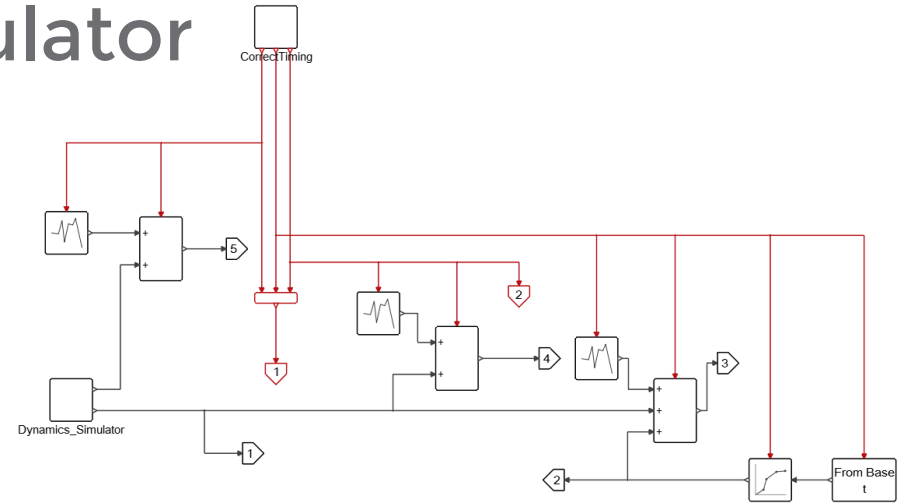 ulator
CorrectTiming
+
+
5
2
1
+
+
4
3
+
+
+
Dynamics_Simulator
1
2
From Base
t